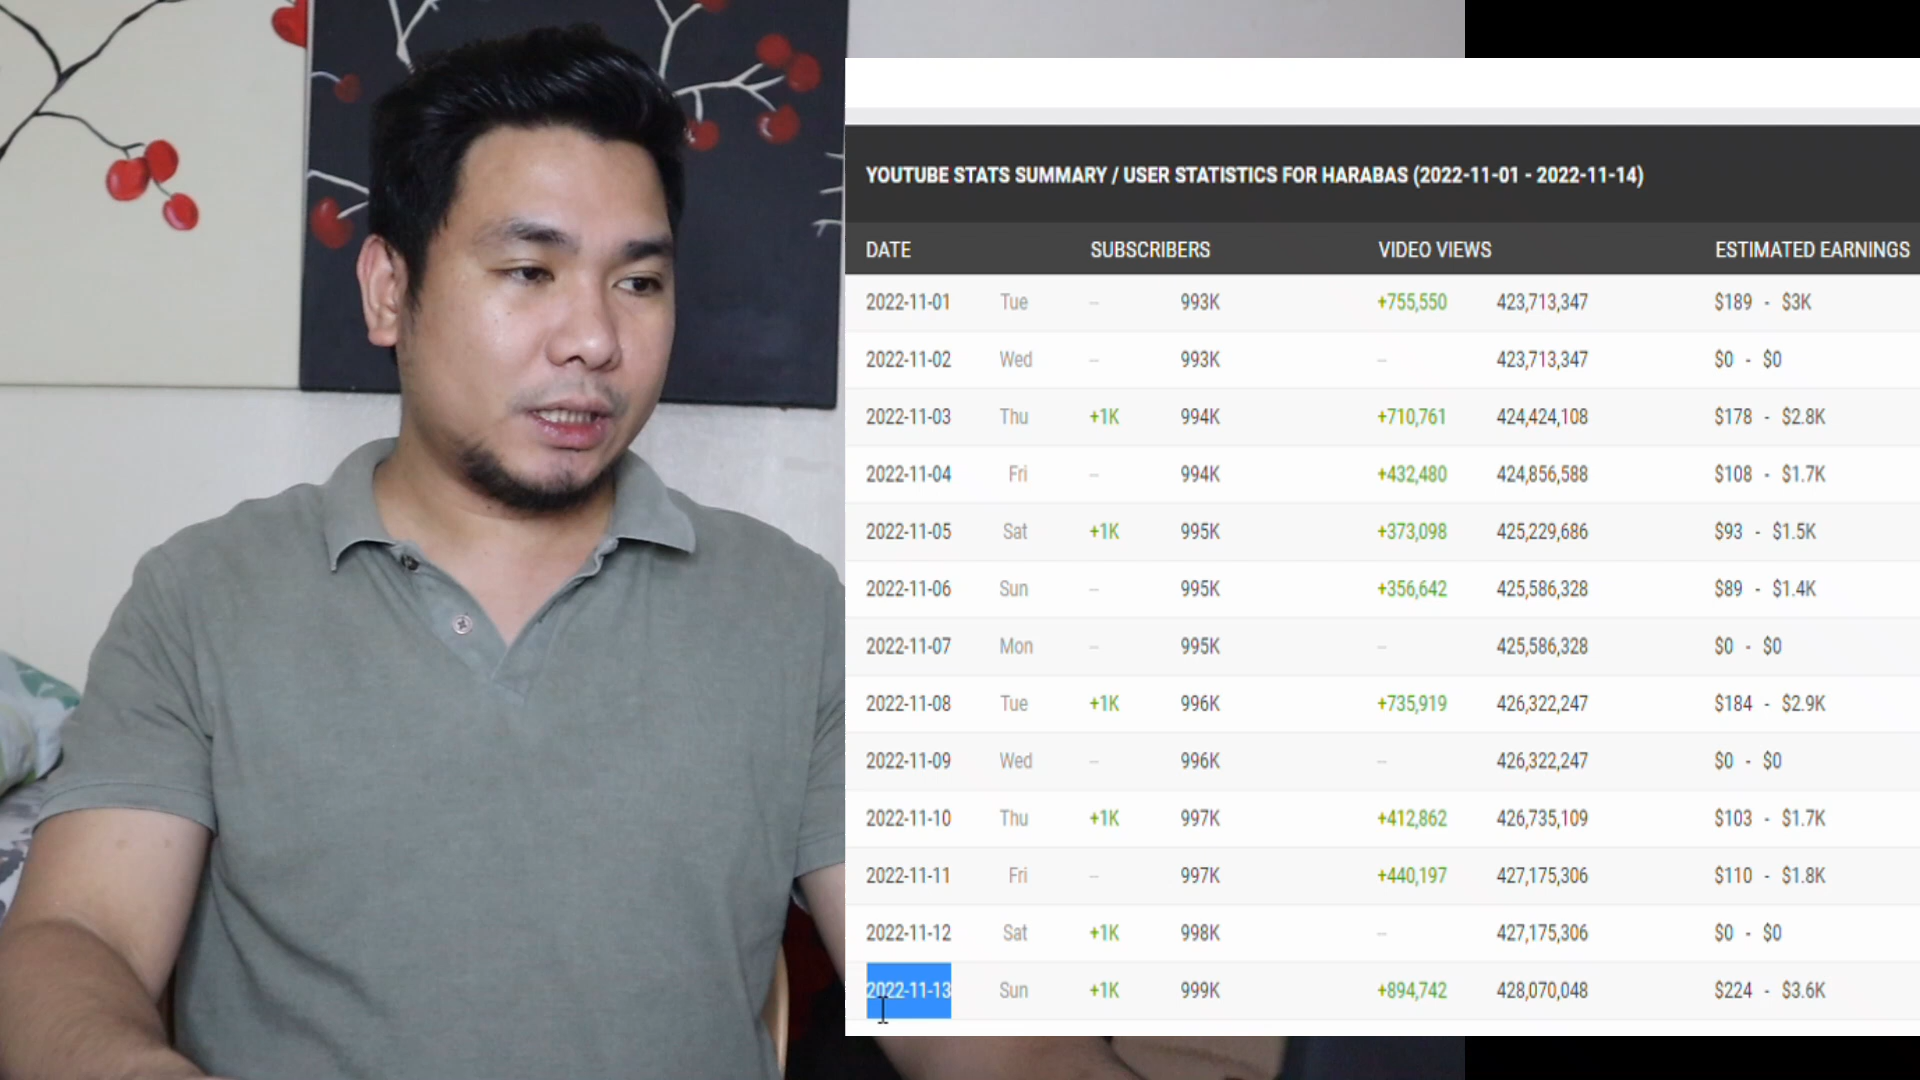 YOUTUBE STATS SUMMARY / USER STATISTICS FOR HARABAS (2022-11-01 - 2022-11-14)
DATE SUBSCRIBERS VIDEO VIEWS ESTIMATED EARNINGS
2022-11-01 Tue -- 993K +755,550 423,713,347 $189 - $3K
2022-11-02 Wed -- 993K -- 423,713,347 $0 - $0
2022-11-03 Thu +1K 994K +710,761 424,424,108 $178 - $2.8K
2022-11-04 Fri -- 994K +432,480 424,856,588 $108 - $1.7K
2022-11-05 Sat +1K 995K +373,098 425,229,686 $93 - $1.5K
2022-11-06 Sun -- 995K +356,642 425,586,328 $89 - $1.4K
2022-11-07 Mon -- 995K -- 425,586,328 $0 - $0
2022-11-08 Tue +1K 996K +735,919 426,322,247 $184 - $2.9K
2022-11-09 Wed -- 996K -- 426,322,247 $0 - $0
2022-11-10 Thu +1K 997K +412,862 426,735,109 $103 - $1.7K
2022-11-11 Fri -- 997K +440,197 427,175,306 $110 - $1.8K
2022-11-12 Sat +1K 998K -- 427,175,306 $0 - $0
2022-11-13 Sun +1K 999K +894,742 428,070,048 $224 - $3.6K